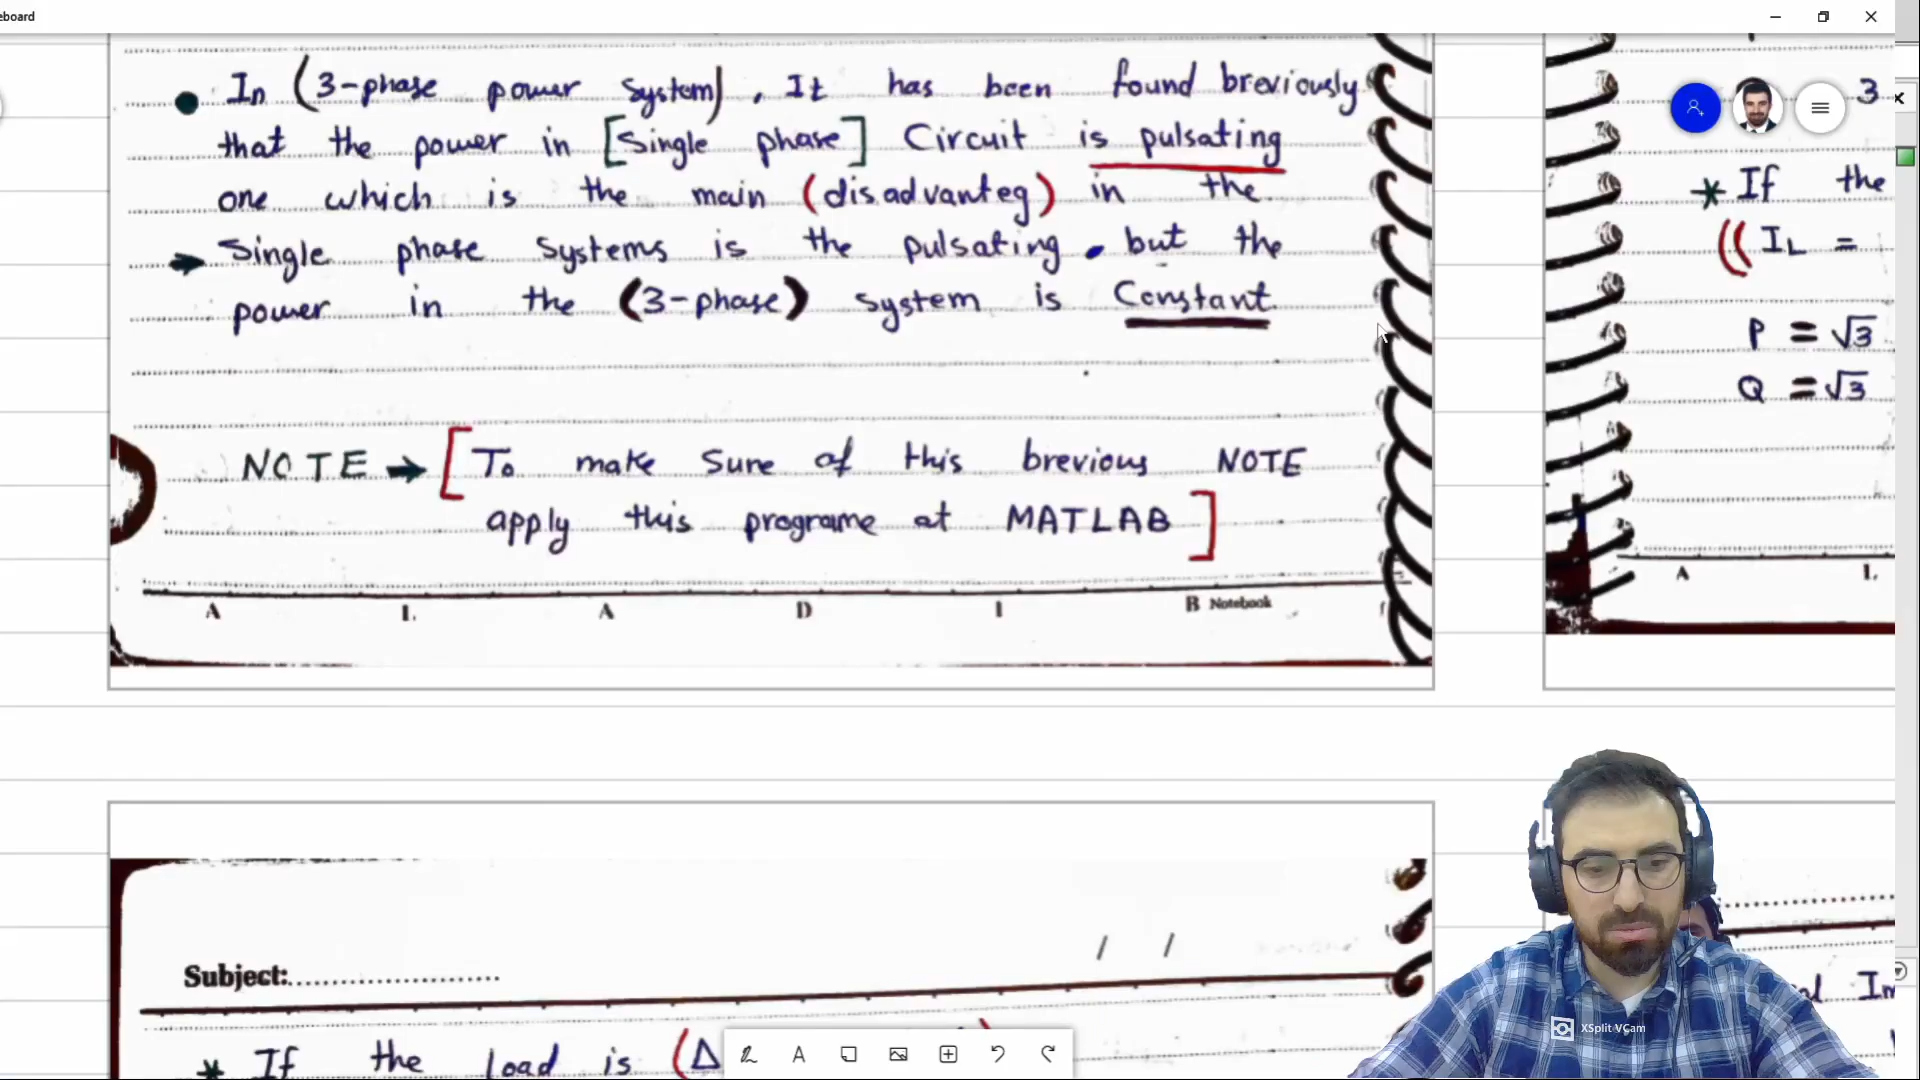 eboard
In (3-phase power System), It has been found breviously
that the power in [Single phase] Circuit is pulsating
one which is the main (disadvanteg) in the
Single phase Systems is the pulsating. but the
power in the (3-phase) system is Constant
NOTE → [To make Sure of this brevious NOTE
apply this programe at MATLAB]
A L A D I B Notebook
3
* If the
((IL =
P = √3
Q = √3
A L
Subject:
/ /
* If the Load is (Δ
XSplit VCam